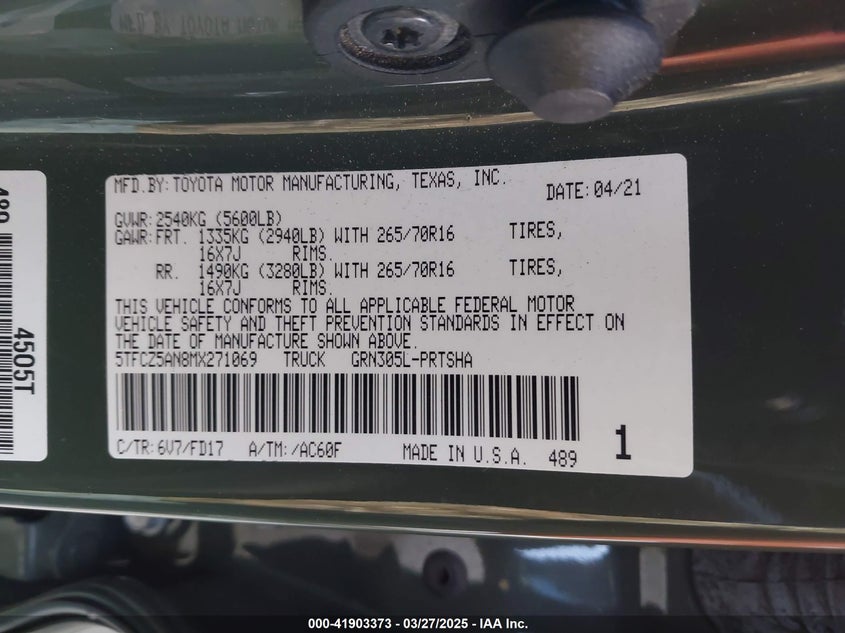 MFD.BY: TOYOTA MOTOR MANUFACTURING, TEXAS, INC. DATE: 04/21
GVWR: 2540KG (5600LB)
GAWR: FRT. 1335KG (2940LB) WITH 265/70R16 TIRES,
16X7J RIMS.
RR. 1490KG (3280LB) WITH 265/70R16 TIRES,
16X7J RIMS.
THIS VEHICLE CONFORMS TO ALL APPLICABLE FEDERAL MOTOR
VEHICLE SAFETY AND THEFT PREVENTION STANDARDS IN EFFECT ON
THE DATE OF MANUFACTURE SHOWN ABOVE.
5TFCZ5AN8MX271069 TRUCK GRN305L-PRTSHA
C/TR: 6V7/FD17 A/TM: /AC60F MADE IN U.S.A. 489 1
4505T
000-41903373 - 03/27/2025 - IAA Inc.